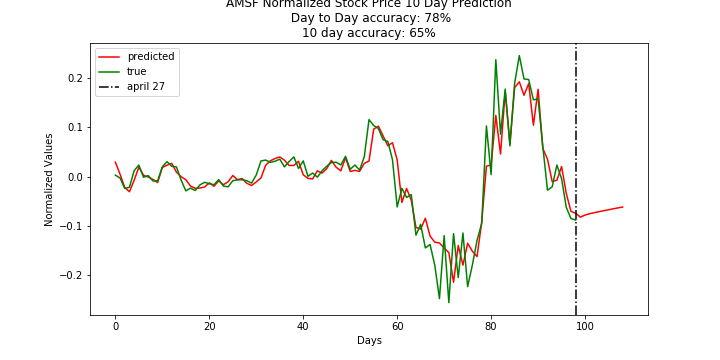 AMSF Normalized Stock Price 10 Day Prediction
Day to Day accuracy: 78%
10 day accuracy: 65%
predicted
true
april 27
Normalized Values
0.2
0.1
0.0
−0.1
−0.2
0 20 40 60 80 100
Days